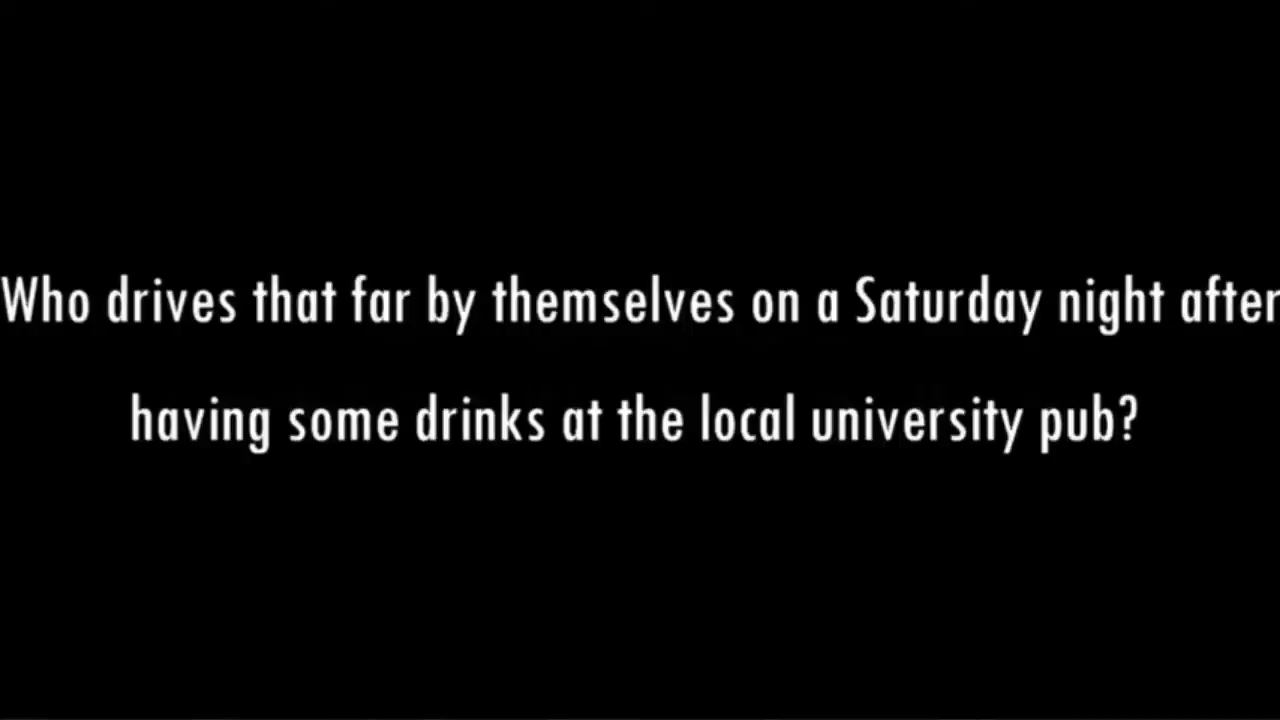 Who drives that far by themselves on a Saturday night after
having some drinks at the local university pub?